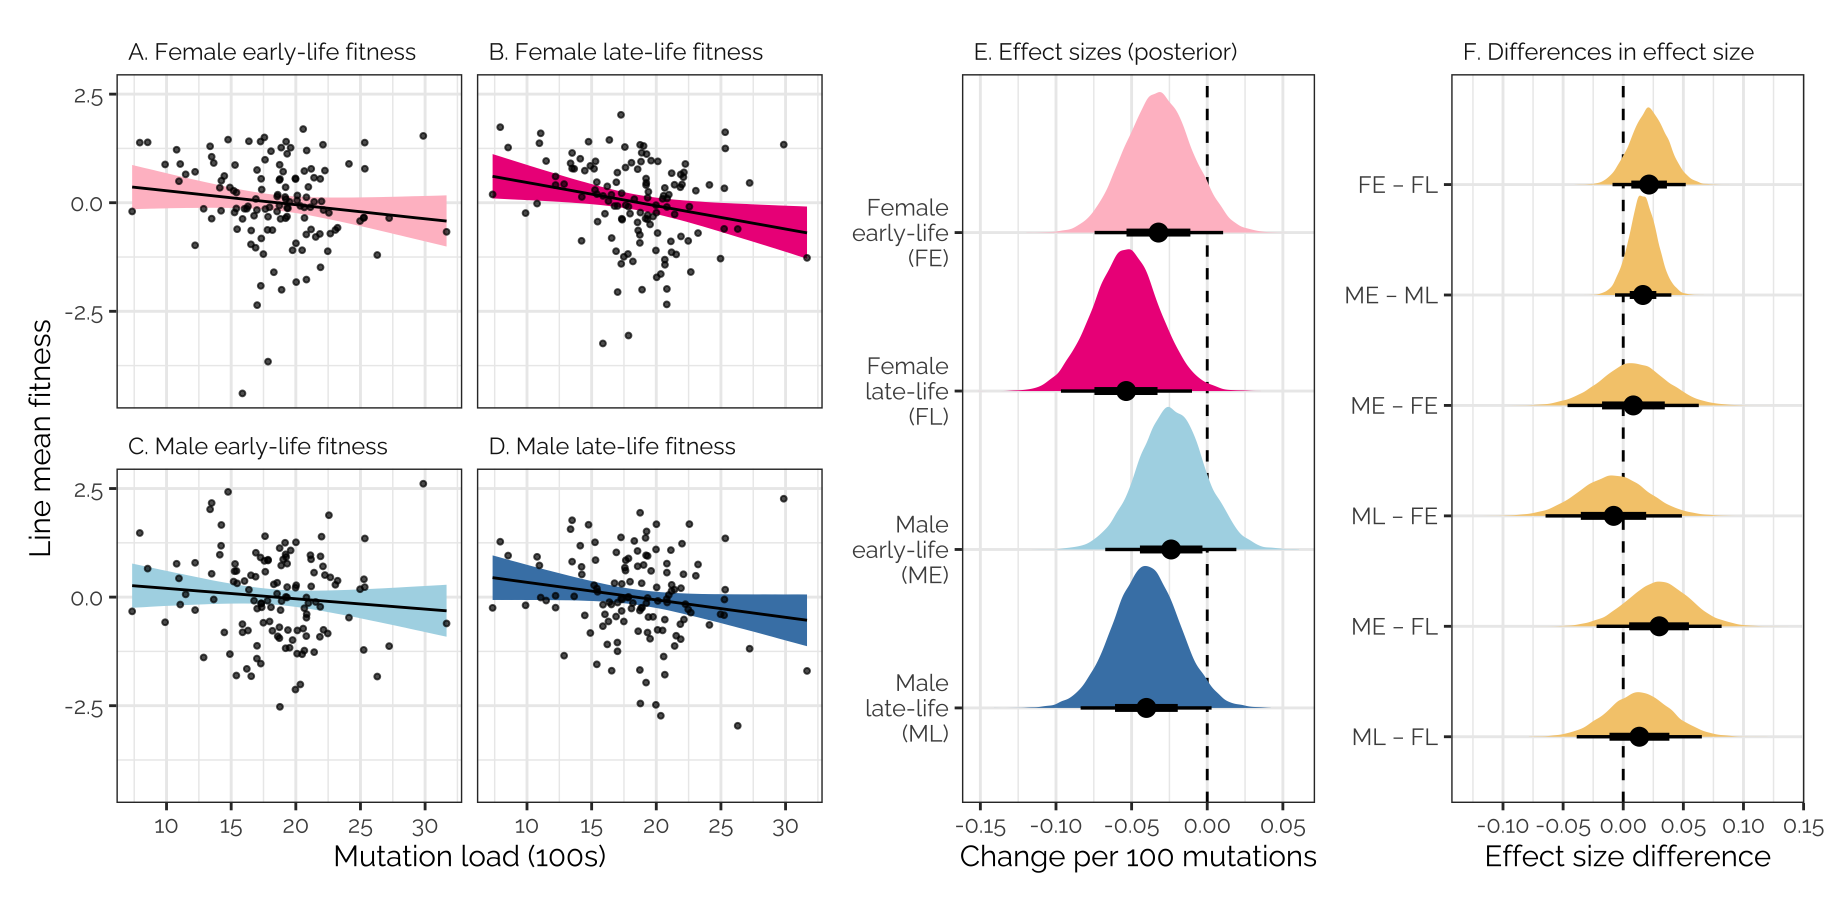 A. Female early-life fitness
B. Female late-life fitness
E. Effect sizes (posterior)
F. Differences in effect size
2.5
0.0
-2.5
C. Male early-life fitness
D. Male late-life fitness
2.5
0.0
-2.5
Line mean fitness
10 15 20 25 30
10 15 20 25 30
Mutation load (100s)
Female
early-life
(FE)
Female
late-life
(FL)
Male
early-life
(ME)
Male
late-life
(ML)
-0.15 -0.10 -0.05 0.00 0.05
Change per 100 mutations
FE - FL
ME - ML
ME - FE
ML - FE
ME - FL
ML - FL
-0.10 -0.05 0.00 0.05 0.10 0.15
Effect size difference